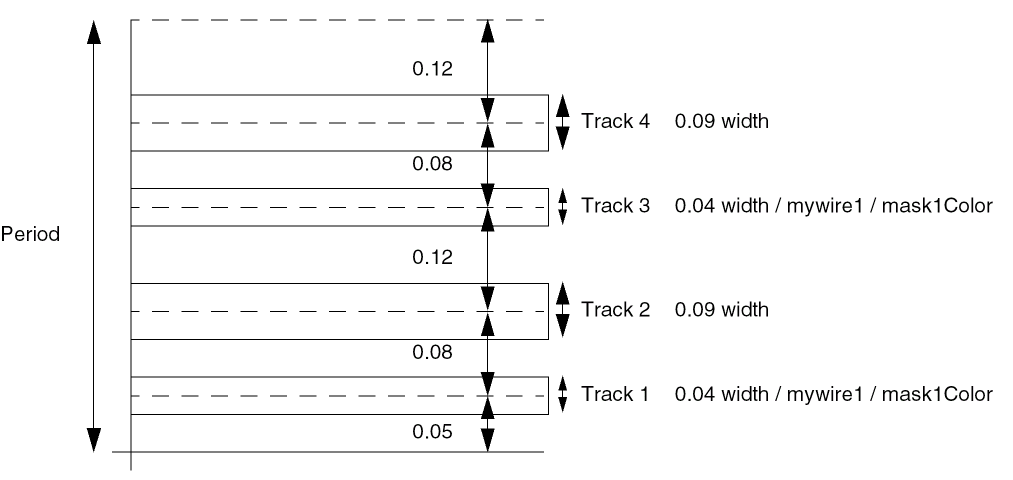 0.12
Track 4 0.09 width
0.08
Track 3 0.04 width / mywire1 / mask1Color
Period
0.12
Track 2 0.09 width
0.08
Track 1 0.04 width / mywire1 / mask1Color
0.05